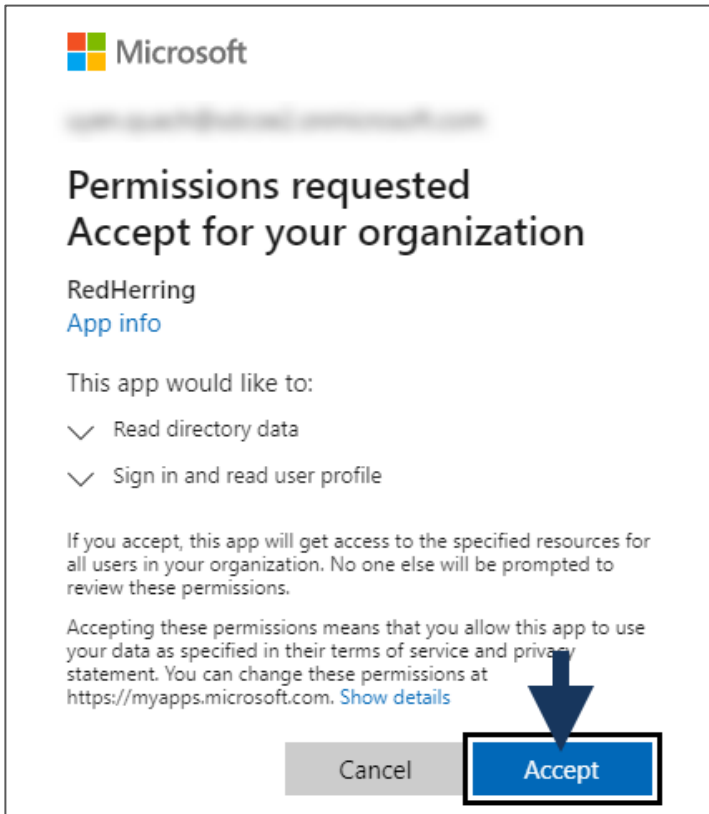 Microsoft
Permissions requested
Accept for your organization
RedHerring
App info
This app would like to:
Read directory data
Sign in and read user profile
If you accept, this app will get access to the specified resources for
all users in your organization. No one else will be prompted to
review these permissions.
Accepting these permissions means that you allow this app to use
your data as specified in their terms of service and privacy
statement. You can change these permissions at
https://myapps.microsoft.com. Show details
Cancel Accept